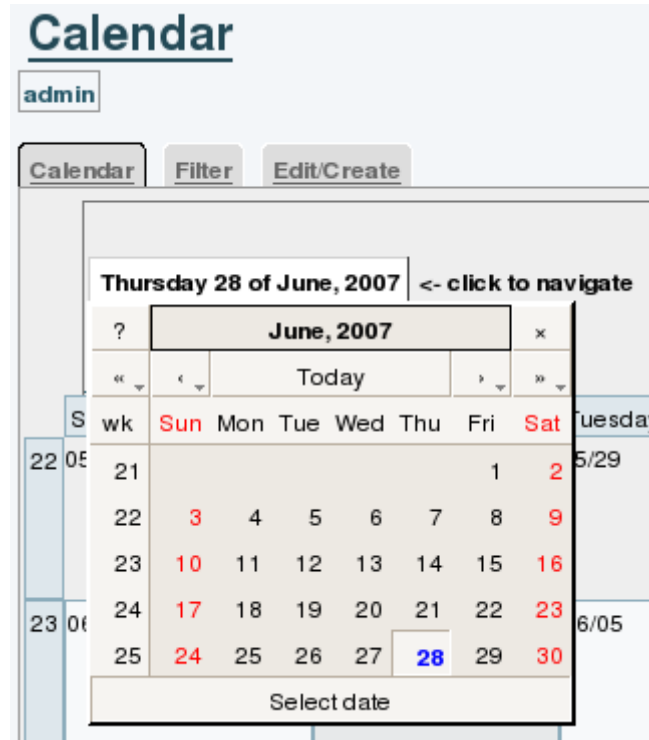 Calendar
admin
Calendar Filter Edit/Create
Thursday 28 of June, 2007 <- click to navigate
? June, 2007 ×
« ‹ Today › »
wk Sun Mon Tue Wed Thu Fri Sat
21 1 2
22 3 4 5 6 7 8 9
23 10 11 12 13 14 15 16
24 17 18 19 20 21 22 23
25 24 25 26 27 28 29 30
Select date
S Tuesday
22 05 5/29
23 06 6/05